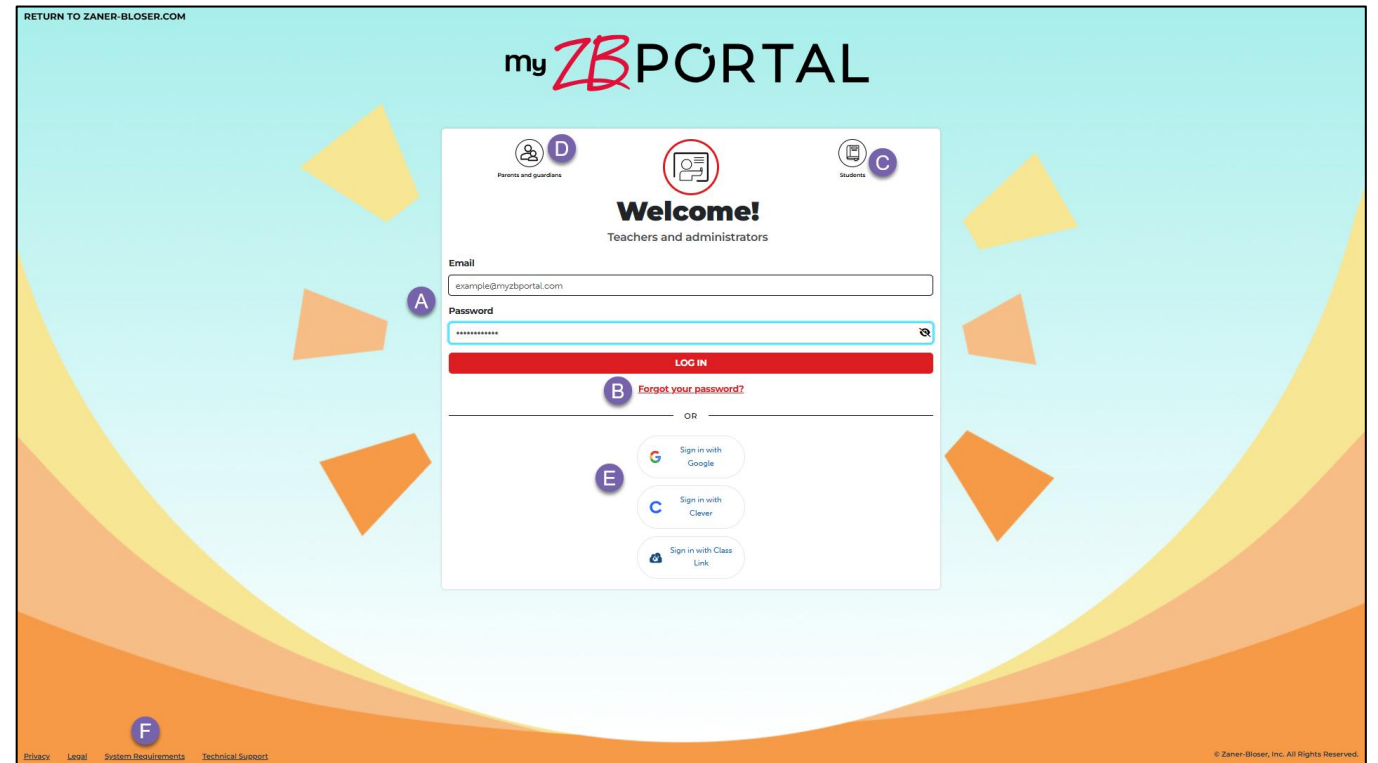 RETURN TO ZANER-BLOSER.COM
my ZB PORTAL
D
C
Parents and guardians
Students
Welcome!
Teachers and administrators
Email
example@myzbportal.com
A
Password
••••••••••••
LOG IN
B Forgot your password?
OR
G Sign in with
Google
E
C Sign in with
Clever
Sign in with Class
Link
F
Privacy Legal System Requirements Technical Support
© Zaner-Bloser, Inc. All Rights Reserved.